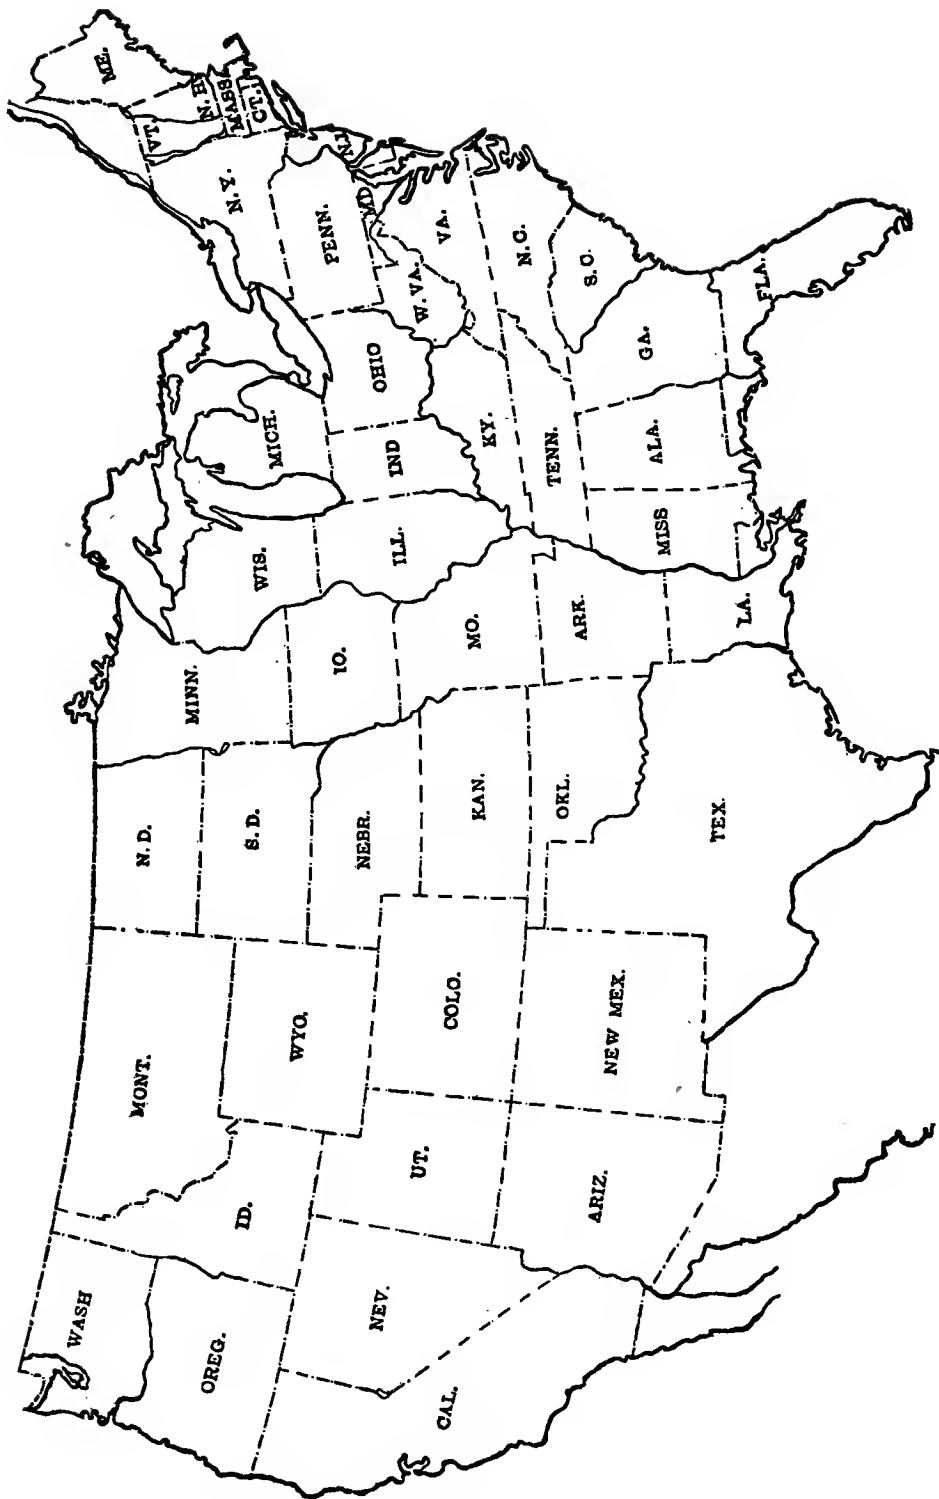 WASH
OREG.
CAL.
NEV.
ID.
MONT.
WYO.
UT.
ARIZ.
COLO.
NEW MEX.
N. D.
S. D.
NEBR.
KAN.
OKL.
TEX.
MINN.
IO.
MO.
ARK.
LA.
WIS.
ILL.
MICH.
IND
OHIO
KY.
TENN.
MISS
ALA.
GA.
FLA.
S. C.
N. C.
VA.
W. VA.
MD
PENN.
NJ
N. Y.
CT.
MASS
VT.
N. H
ME.